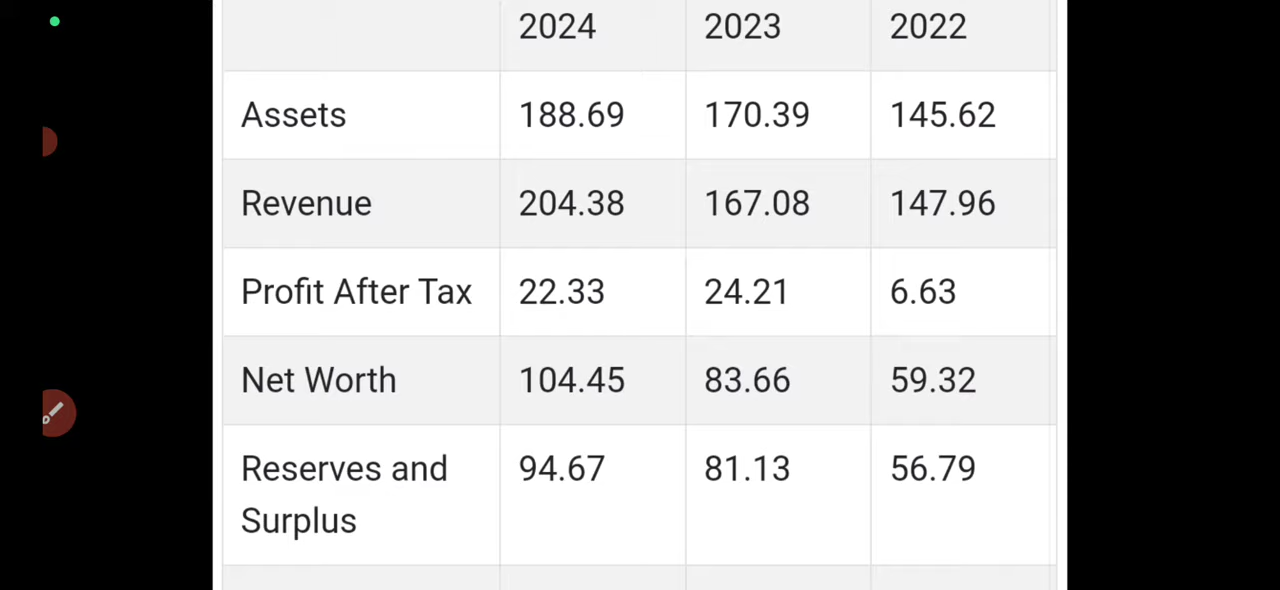 2024 2023 2022
Assets 188.69 170.39 145.62
Revenue 204.38 167.08 147.96
Profit After Tax 22.33 24.21 6.63
Net Worth 104.45 83.66 59.32
Reserves and 94.67 81.13 56.79
Surplus